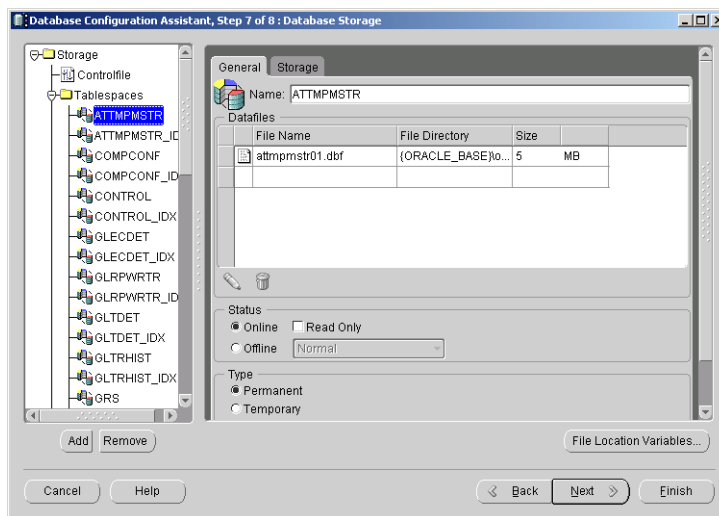 Database Configuration Assistant, Step 7 of 8 : Database Storage
Storage
Controlfile
Tablespaces
ATTMPMSTR
ATTMPMSTR_ID
COMPCONF
COMPCONF_ID
CONTROL
CONTROL_IDX
GLECDET
GLECDET_IDX
GLRPWRTR
GLRPWRTR_ID
GLTDET
GLTDET_IDX
GLTRHIST
GLTRHIST_IDX
GRS
Add Remove
General Storage
Name: ATTMPMSTR
Datafiles
File Name File Directory Size
attmpmstr01.dbf {ORACLE_BASE}\o... 5 MB
Status
Online Read Only
Offline Normal
Type
Permanent
Temporary
File Location Variables...
Cancel Help Back Next Finish